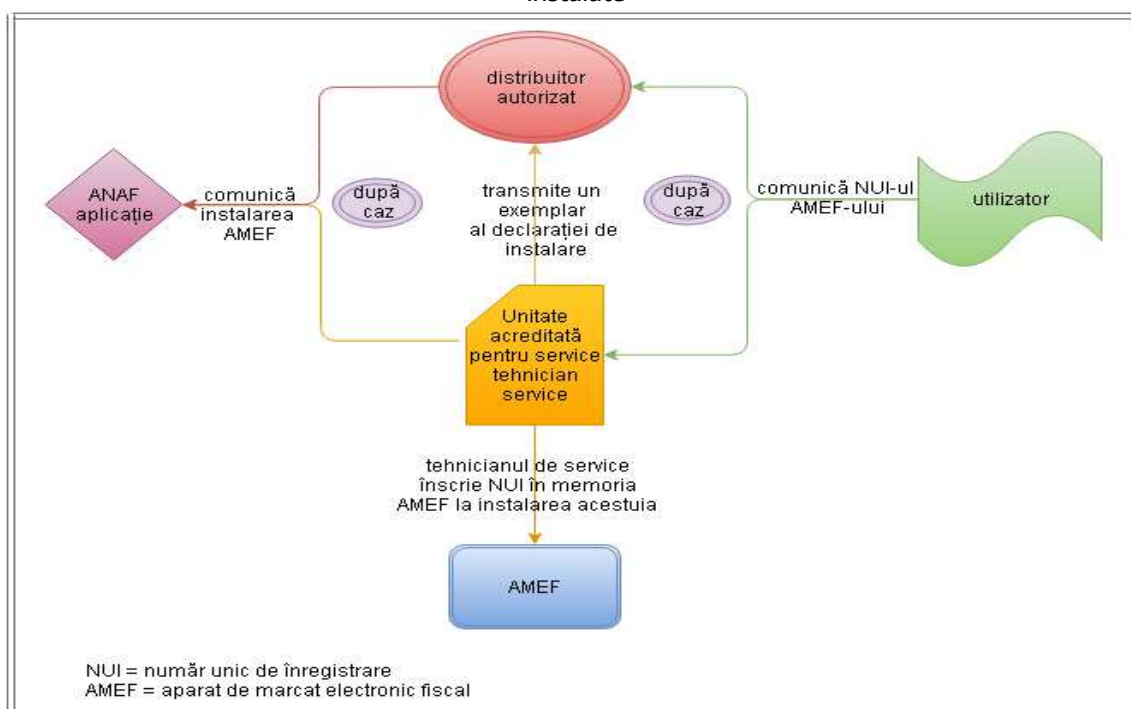 instalate
distribuitor
autorizat
ANAF
aplicație
comunică
instalarea
AMEF
după
caz
transmite un
exemplar
al declarației de
instalare
după
caz
comunică NUI-ul
AMEF-ului
utilizator
Unitate
acreditată
pentru service
tehnician
service
tehnicianul de service
înscrie NUI în memoria
AMEF la instalarea acestuia
AMEF
NUI = număr unic de înregistrare
AMEF = aparat de marcat electronic fiscal